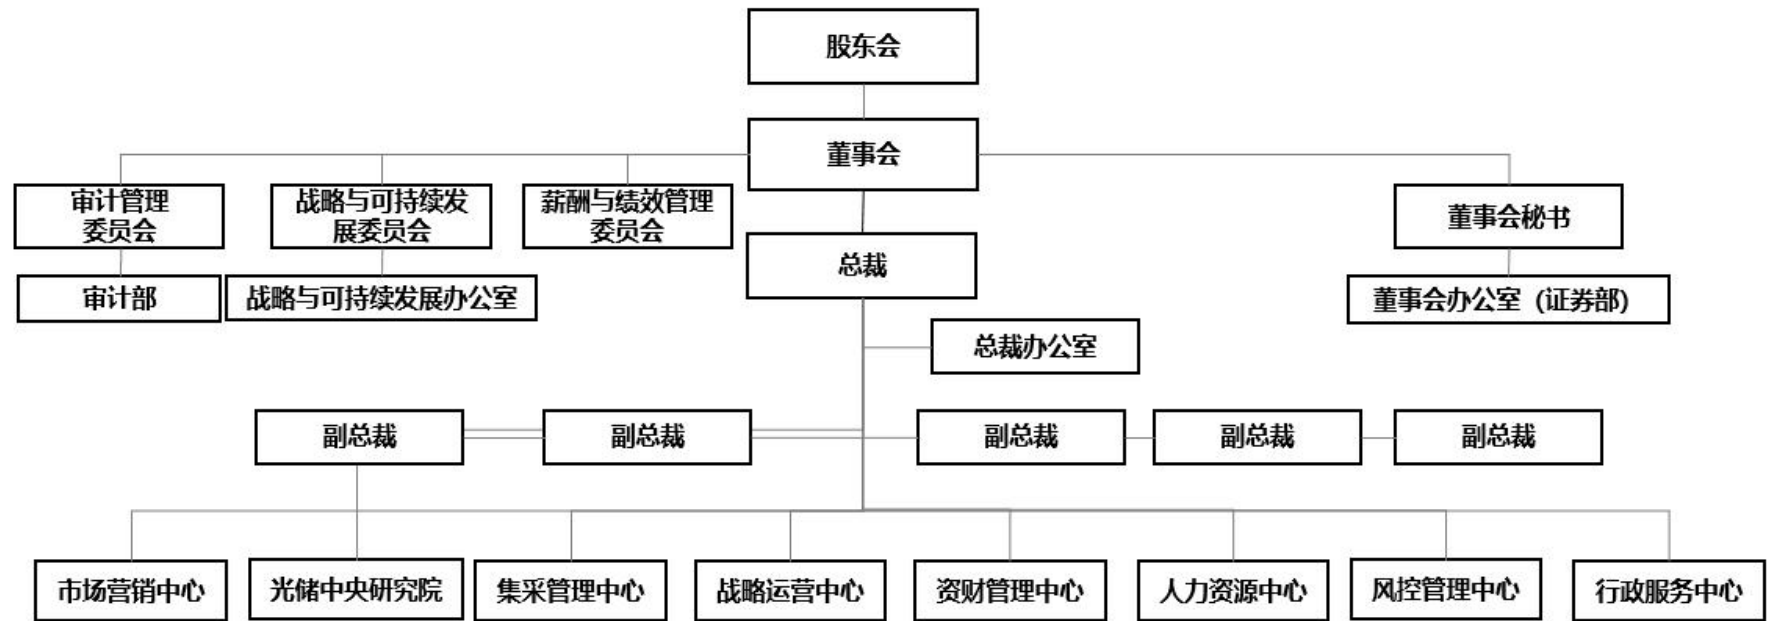 股东会
董事会
审计管理
委员会
战略与可持续发
展委员会
薪酬与绩效管理
委员会
董事会秘书
总裁
审计部
战略与可持续发展办公室
董事会办公室（证券部）
总裁办公室
副总裁
副总裁
副总裁
副总裁
副总裁
市场营销中心
光储中央研究院
集采管理中心
战略运营中心
资财管理中心
人力资源中心
风控管理中心
行政服务中心